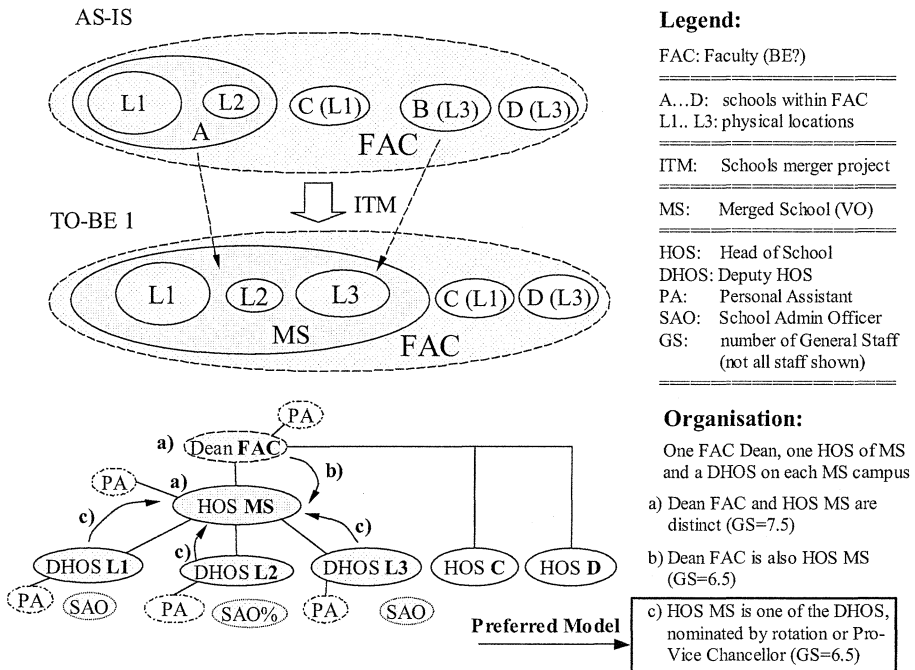 AS-IS
L1
L2
A
C (L1)
B (L3)
D (L3)
FAC
ITM
TO-BE 1
L1
L2
L3
MS
C (L1)
D (L3)
FAC
PA
a) Dean FAC
b)
PA
a)
HOS MS
c)
c)
c)
DHOS L1
DHOS L2
DHOS L3
HOS C
HOS D
PA
SAO
PA
SAO%
PA
SAO
Preferred Model
Legend:
FAC: Faculty (BE?)
A...D: schools within FAC
L1.. L3: physical locations
ITM: Schools merger project
MS: Merged School (VO)
HOS: Head of School
DHOS: Deputy HOS
PA: Personal Assistant
SAO: School Admin Officer
GS: number of General Staff
(not all staff shown)
Organisation:
One FAC Dean, one HOS of MS
and a DHOS on each MS campus
a) Dean FAC and HOS MS are
distinct (GS=7.5)
b) Dean FAC is also HOS MS
(GS=6.5)
c) HOS MS is one of the DHOS,
nominated by rotation or Pro-
Vice Chancellor (GS=6.5)